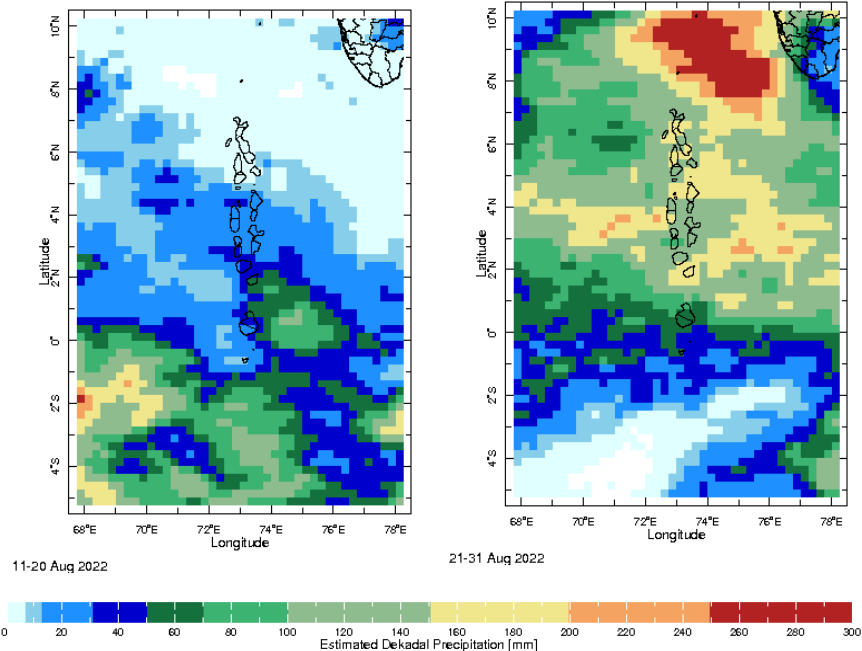 10°N
8°N
6°N
4°N
2°N
0°
2°S
4°S
Latitude
68°E 70°E 72°E 74°E 76°E 78°E
Longitude
11-20 Aug 2022
10°N
8°N
6°N
4°N
2°N
0°
2°S
4°S
Latitude
68°E 70°E 72°E 74°E 76°E 78°E
Longitude
21-31 Aug 2022
0 20 40 60 80 100 120 140 160 180 200 220 240 260 280 300
Estimated Dekadal Precipitation [mm]